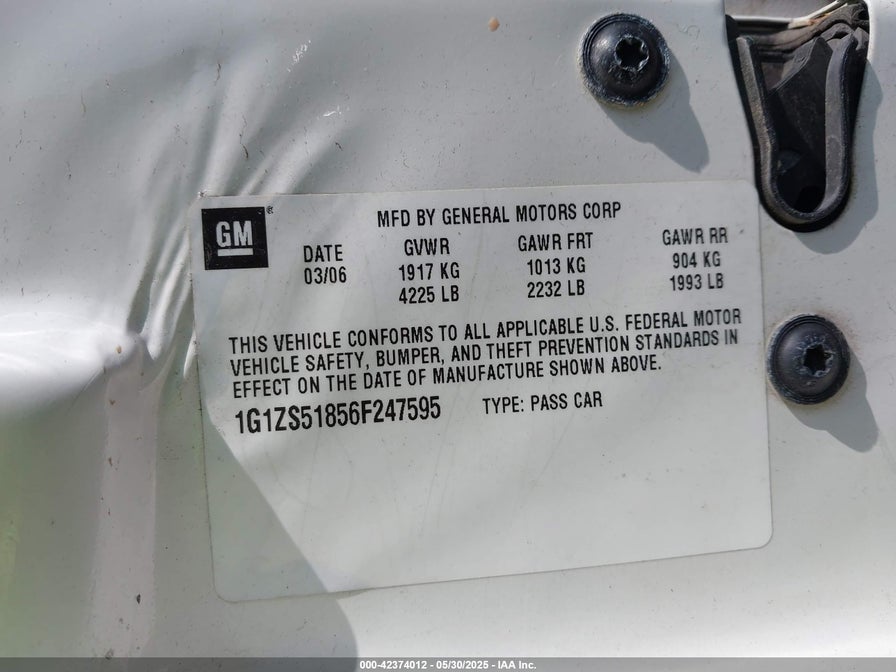 GM®
MFD BY GENERAL MOTORS CORP
DATE GVWR GAWR FRT GAWR RR
03/06 1917 KG 1013 KG 904 KG
4225 LB 2232 LB 1993 LB
THIS VEHICLE CONFORMS TO ALL APPLICABLE U.S. FEDERAL MOTOR
VEHICLE SAFETY, BUMPER, AND THEFT PREVENTION STANDARDS IN
EFFECT ON THE DATE OF MANUFACTURE SHOWN ABOVE.
1G1ZS51856F247595 TYPE: PASS CAR
000-42374012 - 05/30/2025 - IAA Inc.